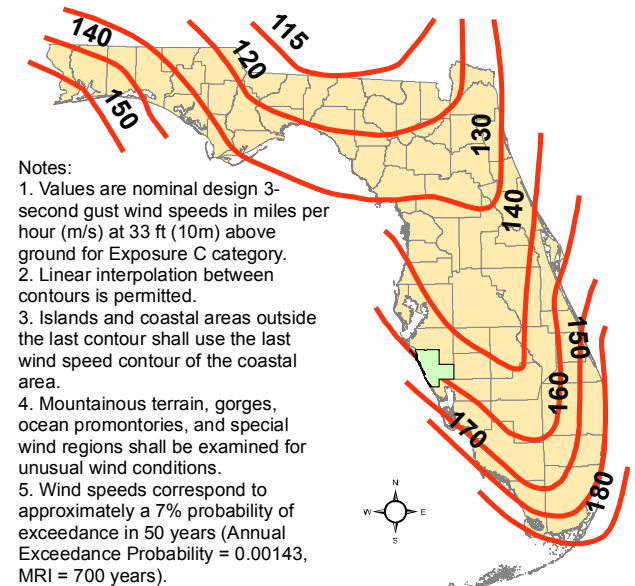 115
140
120
150
130
140
150
160
170
180
Notes:
1. Values are nominal design 3-
second gust wind speeds in miles per
hour (m/s) at 33 ft (10m) above
ground for Exposure C category.
2. Linear interpolation between
contours is permitted.
3. Islands and coastal areas outside
the last contour shall use the last
wind speed contour of the coastal
area.
4. Mountainous terrain, gorges,
ocean promontories, and special
wind regions shall be examined for
unusual wind conditions.
5. Wind speeds correspond to
approximately a 7% probability of
exceedance in 50 years (Annual
Exceedance Probability = 0.00143,
MRI = 700 years).
N
W E
S